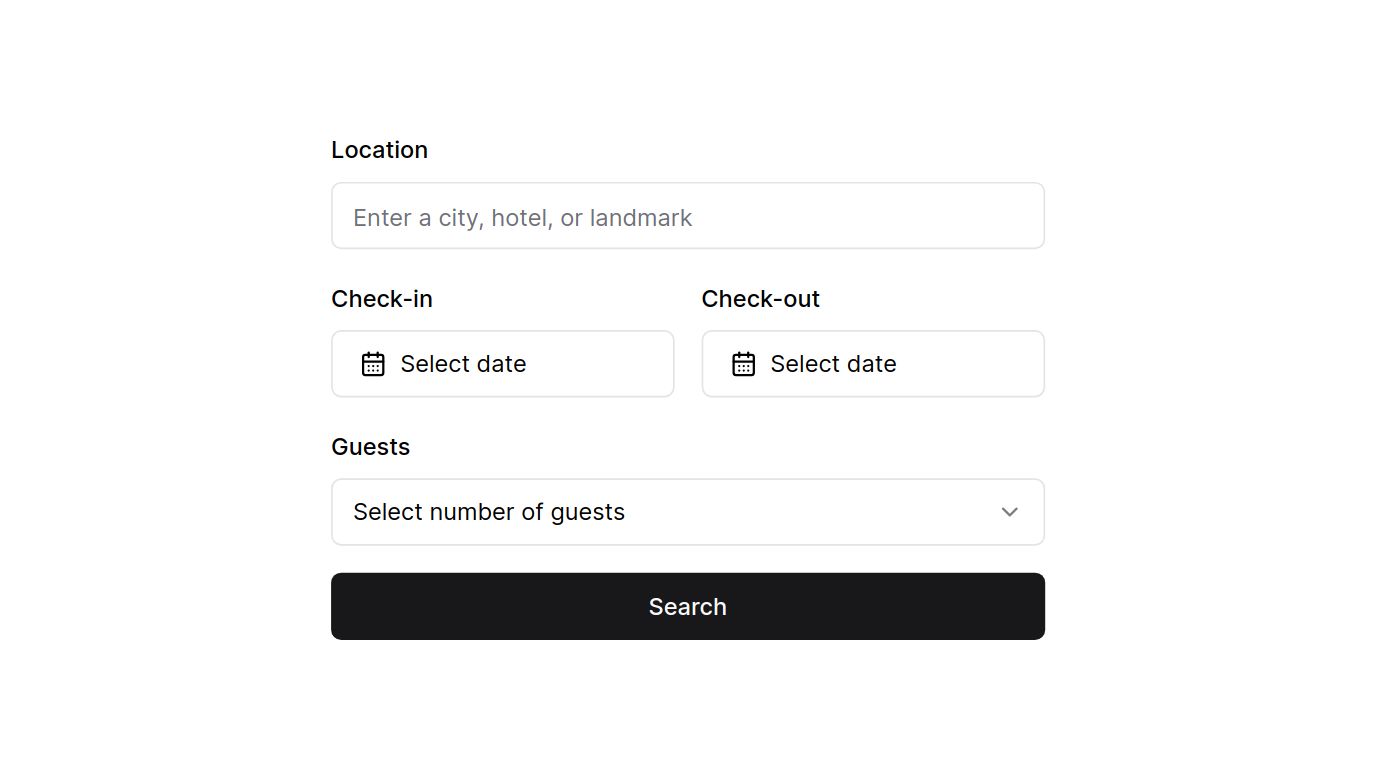 Location
Enter a city, hotel, or landmark
Check-in
Check-out
Select date
Select date
Guests
Select number of guests
Search